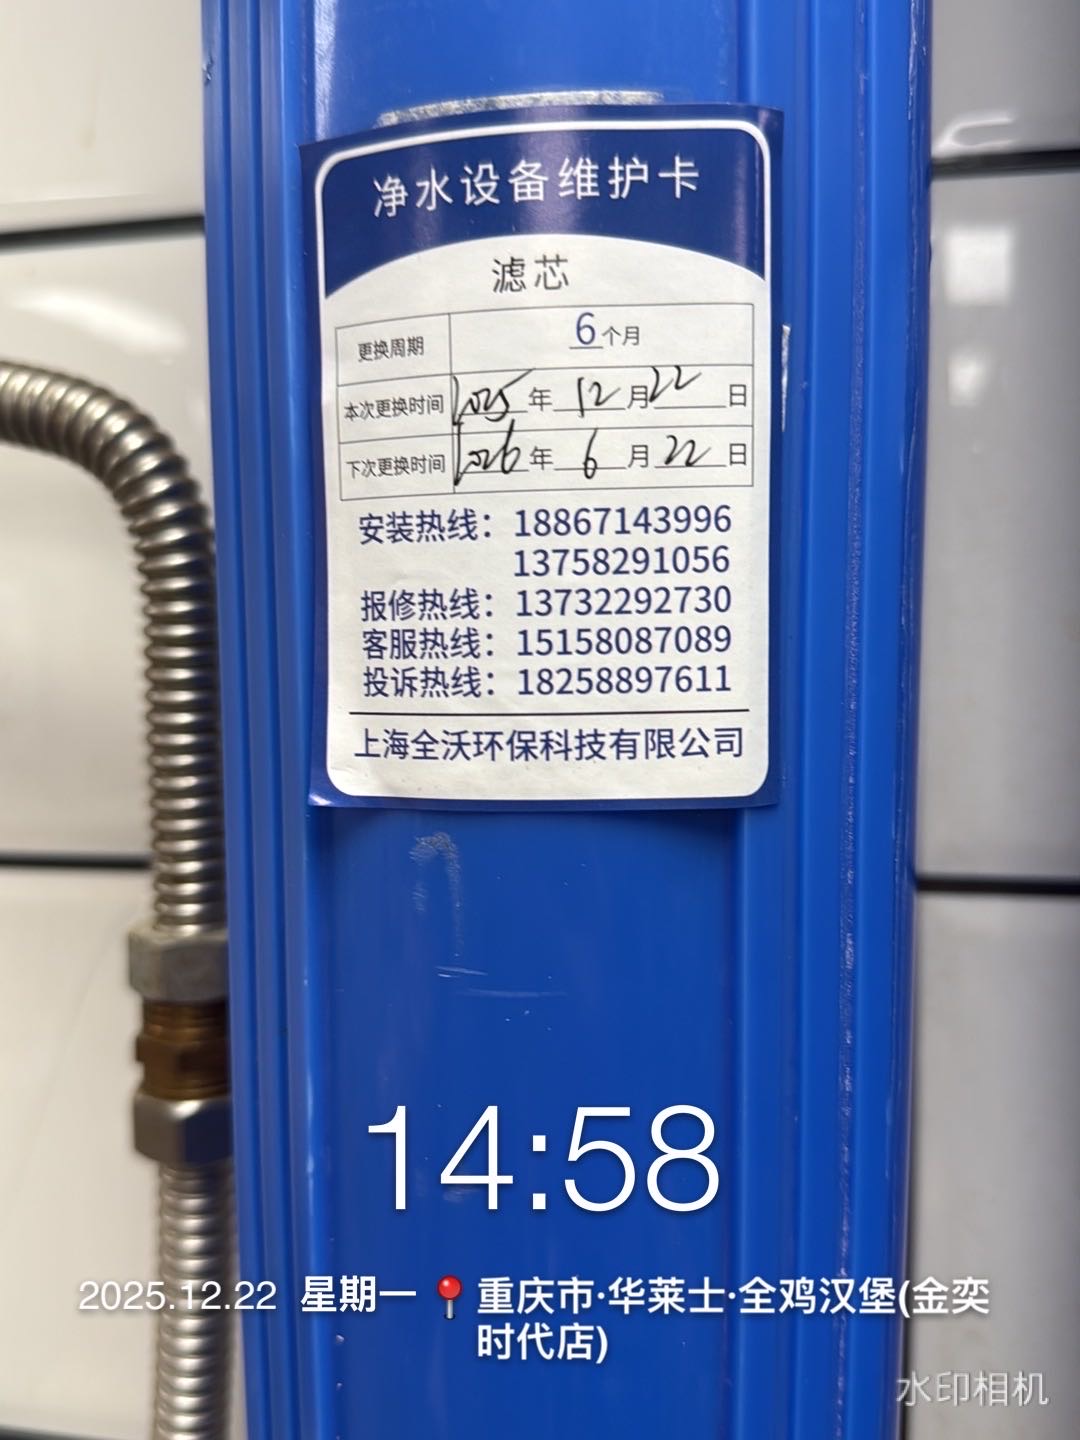 净水设备维护卡
滤芯
更换周期 6个月
本次更换时间 2025年12月22日
下次更换时间 2026年6月22日
安装热线：18867143996
13758291056
报修热线：13732292730
客服热线：15158087089
投诉热线：18258897611
上海全沃环保科技有限公司
14:58
2025.12.22 星期一 📍重庆市·华莱士·全鸡汉堡(金奕
时代店)
水印相机